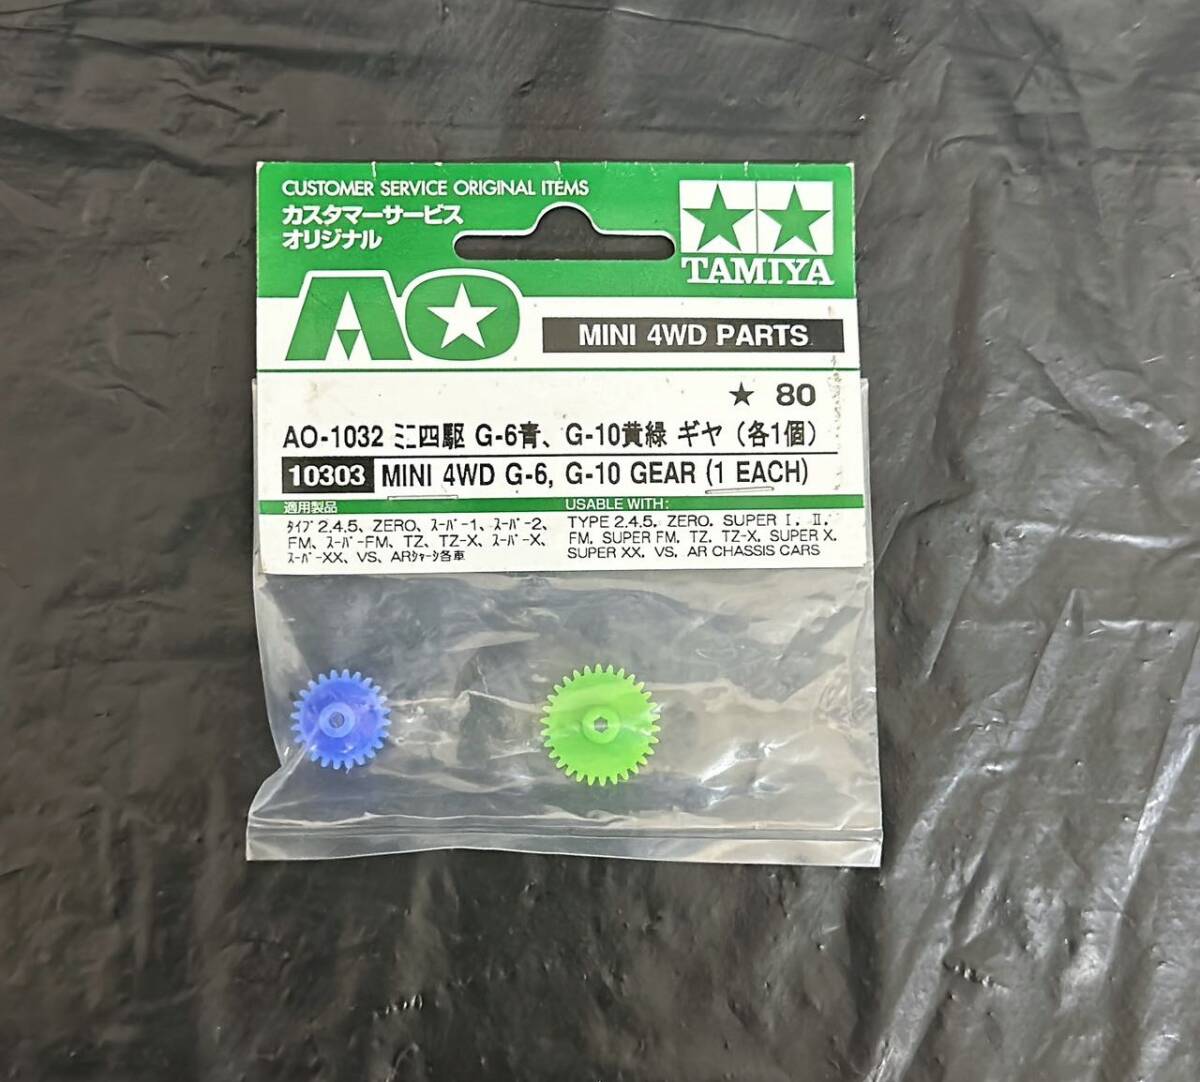 CUSTOMER SERVICE ORIGINAL ITEMS
カスタマーサービス
オリジナル
TAMIYA
AO
MINI 4WD PARTS
★ 80
AO-1032 ミニ四駆 G-6青、G-10黄緑 ギヤ (各1個)
10303 MINI 4WD G-6, G-10 GEAR (1 EACH)
適用製品
ﾀｲﾌﾟ2.4.5、ZERO、ｽｰﾊﾟｰ1、ｽｰﾊﾟｰ2、
FM、ｽｰﾊﾟｰFM、TZ、TZ-X、ｽｰﾊﾟｰX、
ｽｰﾊﾟｰXX、VS、ARｼｬｰｼ各車
USABLE WITH:
TYPE 2.4.5. ZERO. SUPER Ⅰ. Ⅱ.
FM. SUPER FM. TZ. TZ-X. SUPER X.
SUPER XX. VS. AR CHASSIS CARS